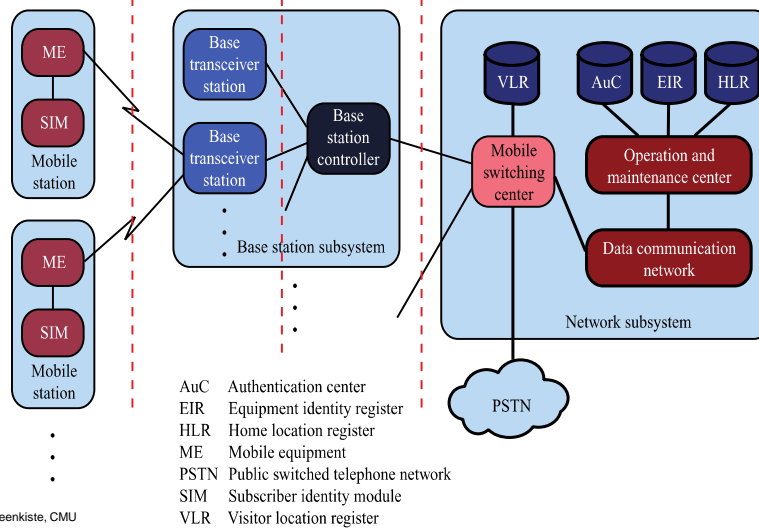 ME
SIM
Mobile
station
ME
SIM
Mobile
station
Base
transceiver
station
Base
transceiver
station
Base
station
controller
Base station subsystem
VLR
AuC
EIR
HLR
Mobile
switching
center
Operation and
maintenance center
Data communication
network
Network subsystem
PSTN
AuC Authentication center
EIR Equipment identity register
HLR Home location register
ME Mobile equipment
PSTN Public switched telephone network
SIM Subscriber identity module
VLR Visitor location register
eenkiste, CMU